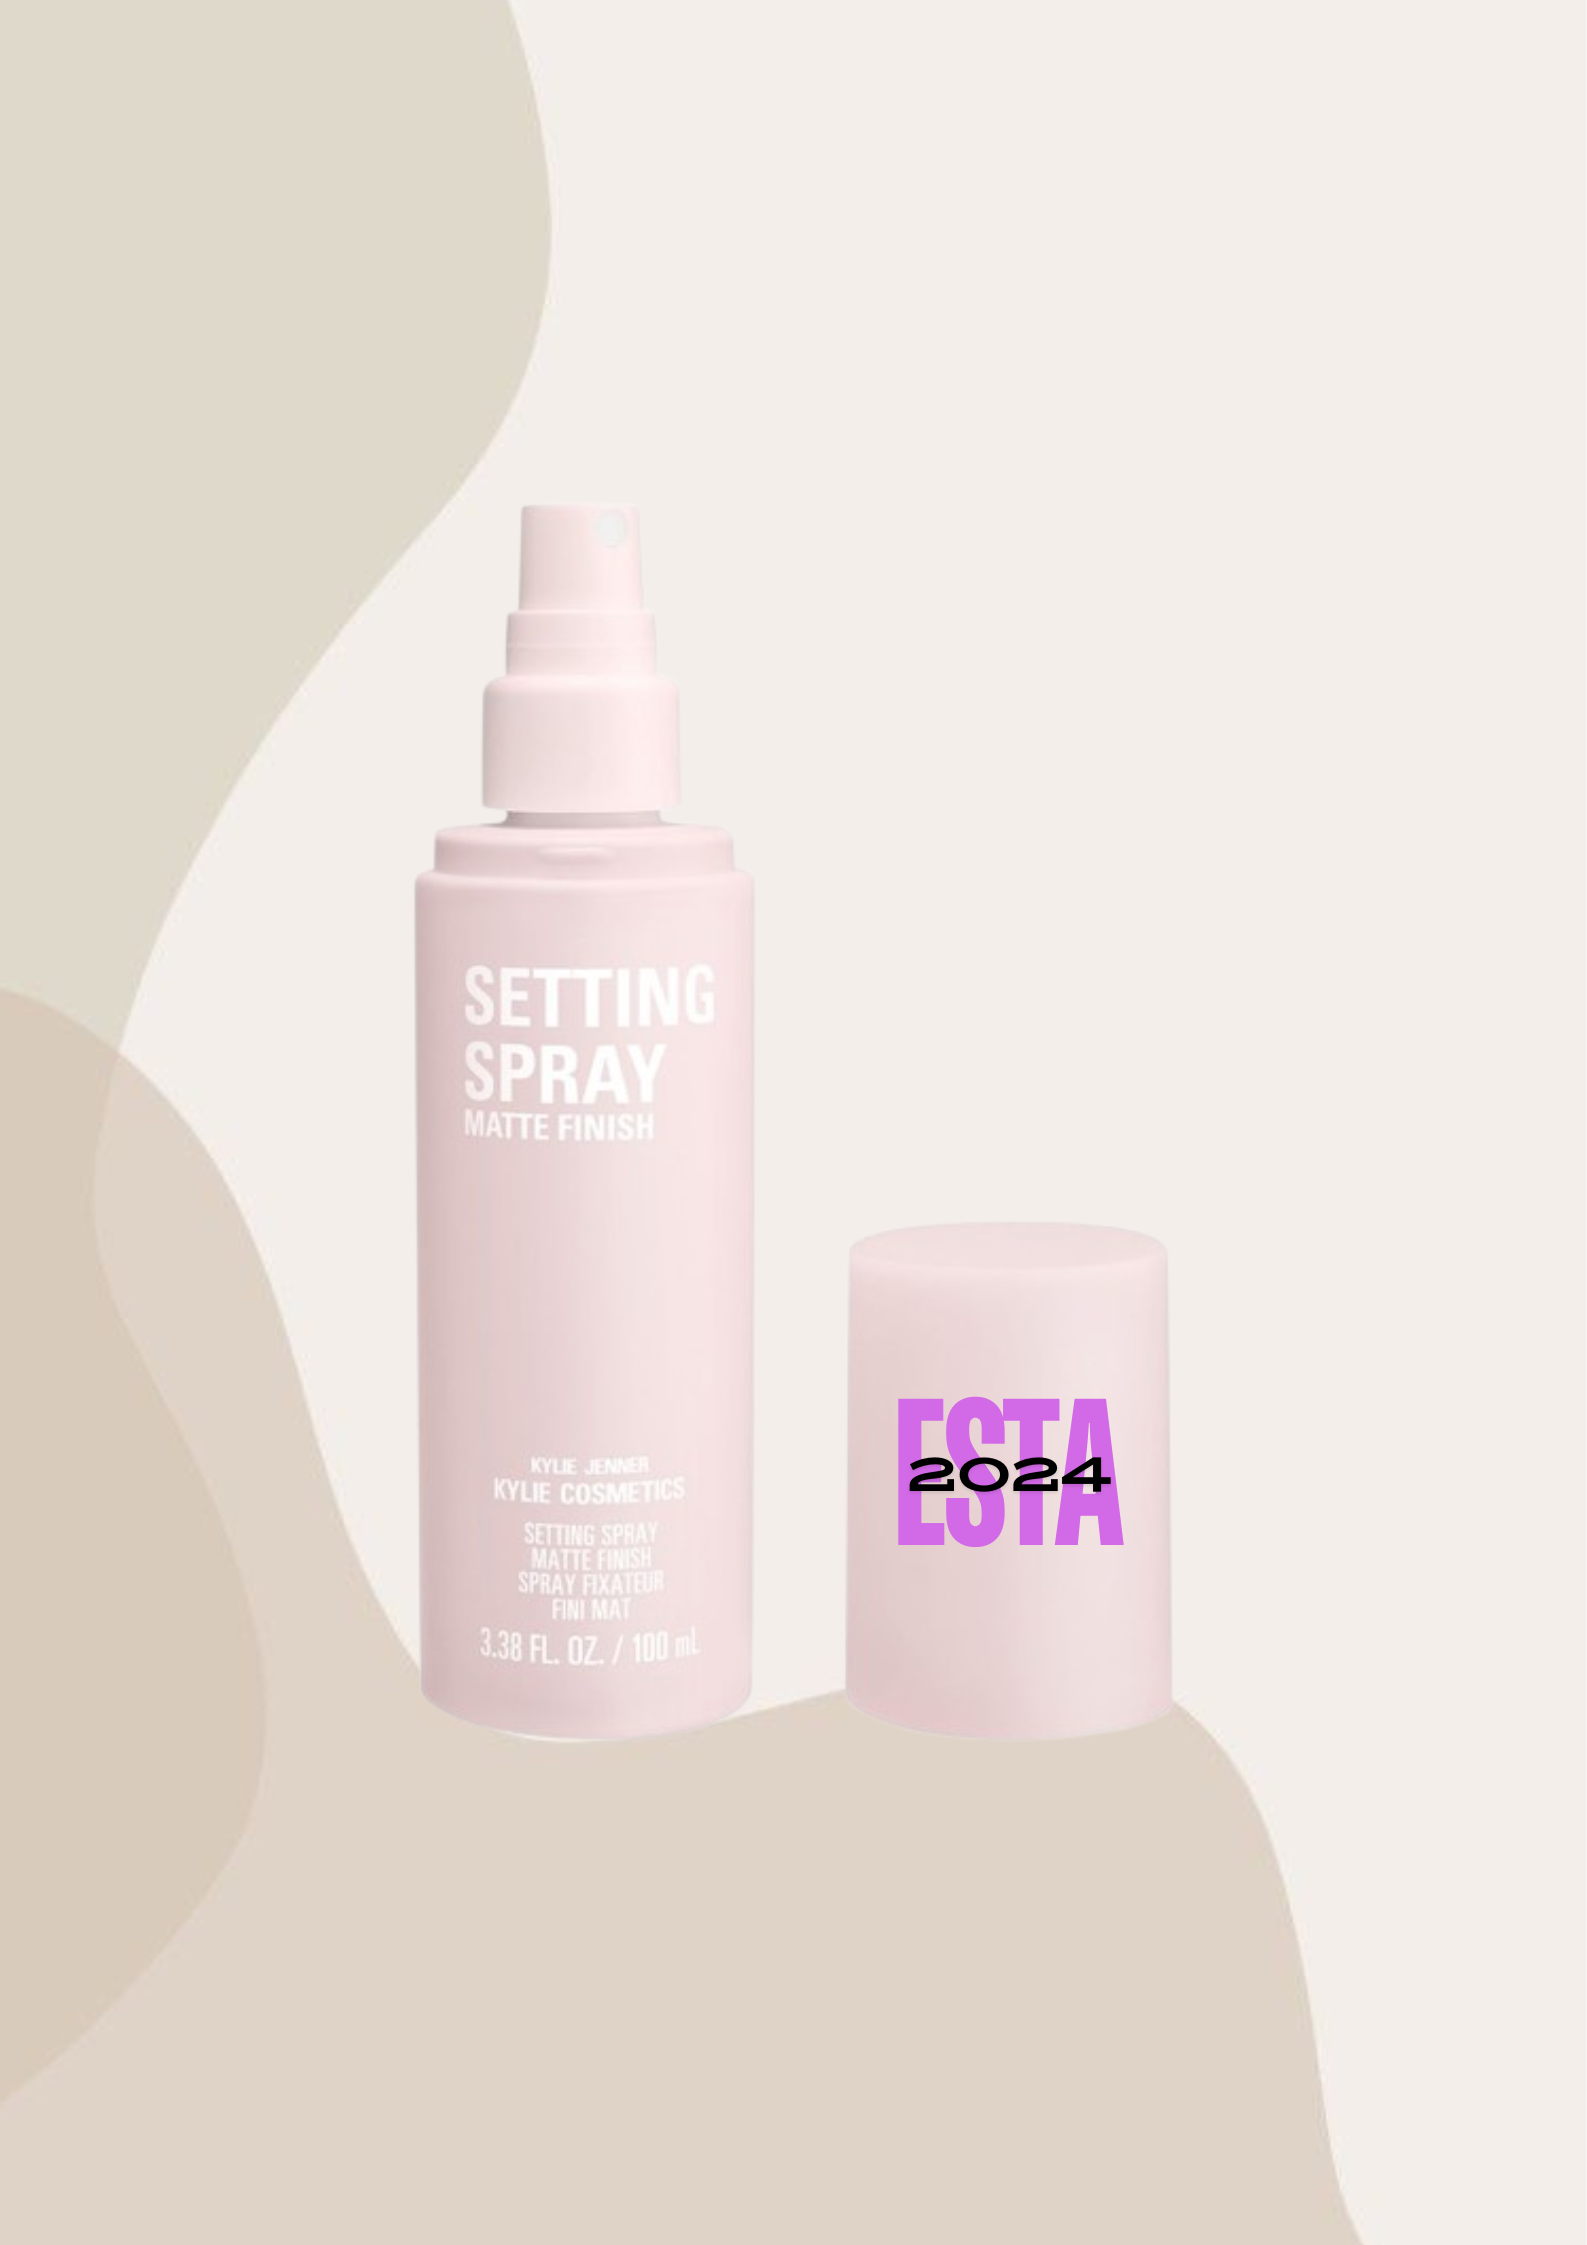 SETTING
SPRAY
MATTE FINISH
KYLIE JENNER
KYLIE COSMETICS
SETTING SPRAY
MATTE FINISH
SPRAY FIXATEUR
FINI MAT
3.38 FL. OZ. / 100 mL
ESTA
2024